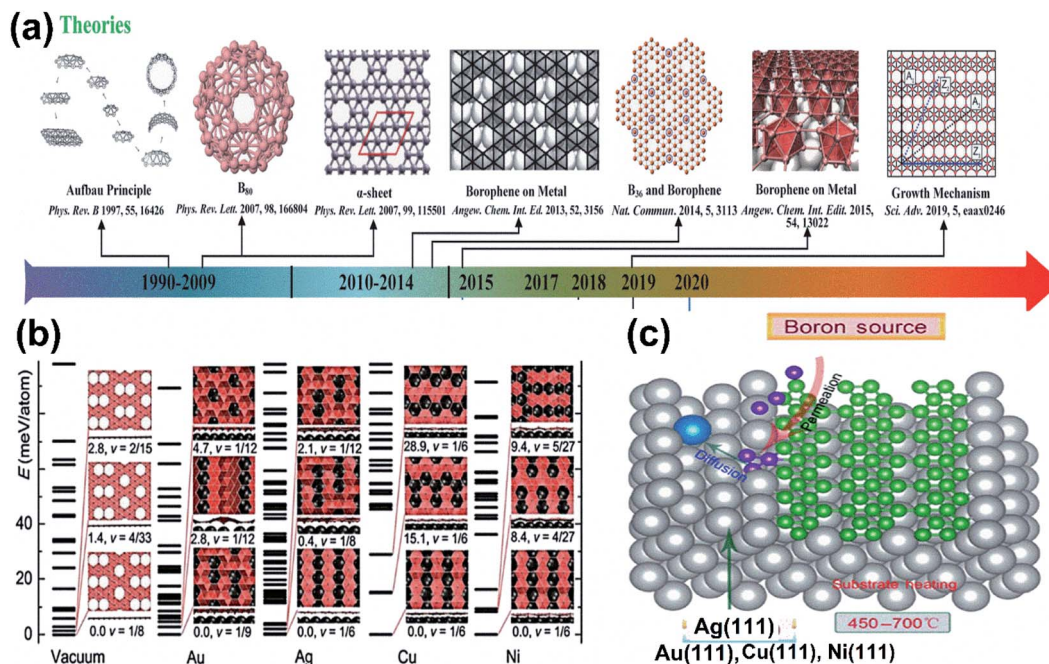 (a) Theories
Aufbau Principle
Phys. Rev. B 1997, 55, 16426
B80
Phys. Rev. Lett. 2007, 98, 166804
α-sheet
Phys. Rev. Lett. 2007, 99, 115501
Borophene on Metal
Angew. Chem. Int. Ed. 2013, 52, 3156
B36 and Borophene
Nat. Commun. 2014, 5, 3113
Borophene on Metal
Angew. Chem. Int. Edit. 2015,
54, 13022
A
Z
A
Z
Growth Mechanism
Sci. Adv. 2019, 5, eaax0246
1990-2009 2010-2014 2015 2017 2018 2019 2020
(b)
E (meV/atom)
40
20
10
0
2.8, v = 2/15
1.4, v = 4/33
0.0 v = 1/8
Vacuum
4.7, v = 1/12
2.8, v = 1/12
0.0, v = 1/9
Au
2.1, v = 1/12
0.4, v = 1/8
0.0, v = 1/6
Ag
28.9, v = 1/6
15.1, v = 1/6
0.0, v = 1/6
Cu
9.4, v = 5/27
8.4, v = 4/27
0.0, v = 1/6
Ni
(c)
Boron source
Permeation
Diffusion
Substrate heating
450–700℃
Ag(111)
Au(111), Cu(111), Ni(111)